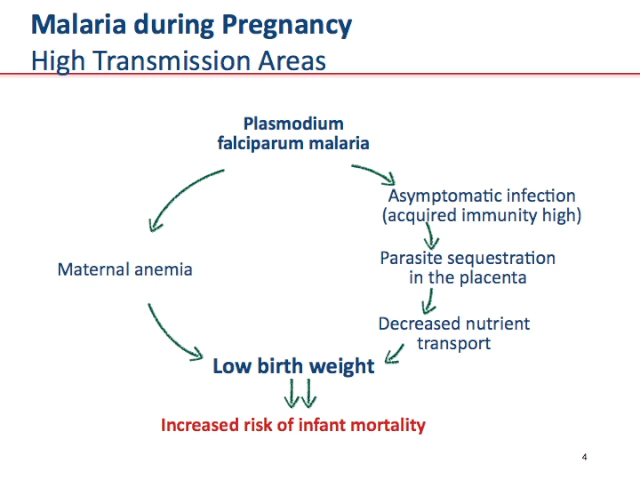 Malaria during Pregnancy
High Transmission Areas
Plasmodium
falciparum malaria
Asymptomatic infection
(acquired immunity high)
Maternal anemia
Parasite sequestration
in the placenta
Decreased nutrient
transport
Low birth weight
Increased risk of infant mortality
4